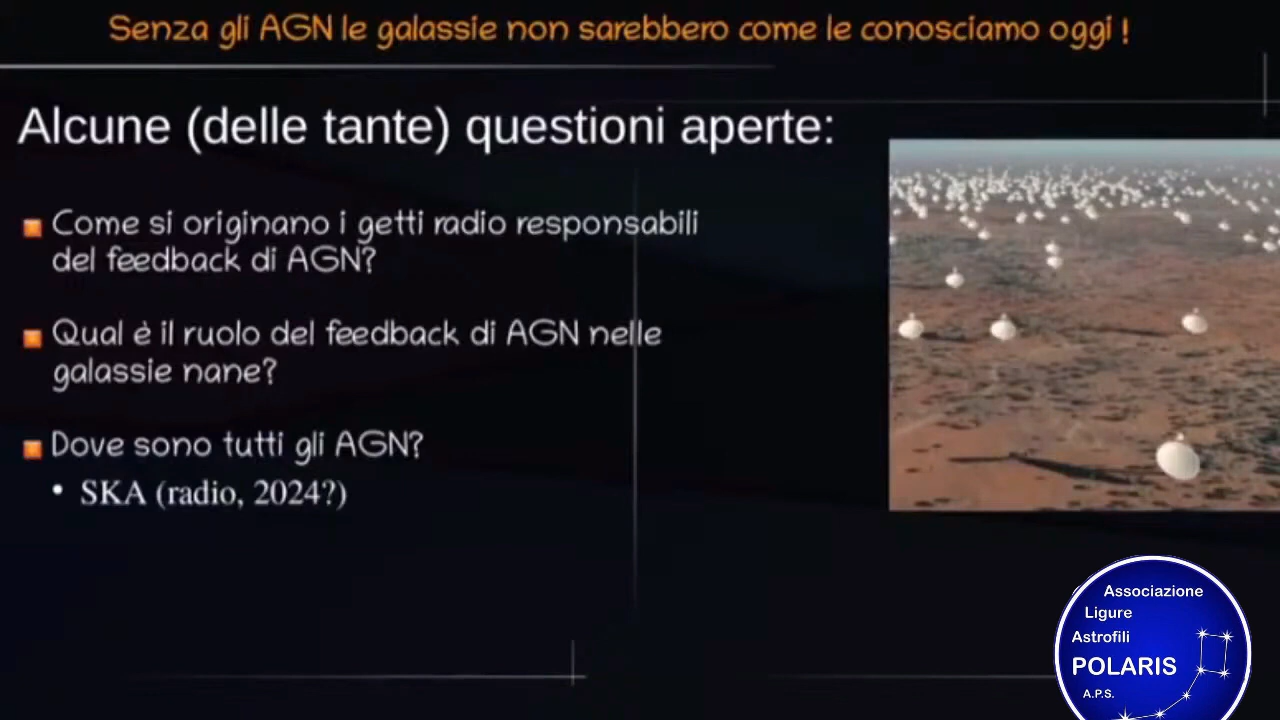 Senza gli AGN le galassie non sarebbero come le conosciamo oggi !
Alcune (delle tante) questioni aperte:
Come si originano i getti radio responsabili
del feedback di AGN?
Qual è il ruolo del feedback di AGN nelle
galassie nane?
Dove sono tutti gli AGN?
• SKA (radio, 2024?)
Associazione
Ligure
Astrofili
POLARIS
A.P.S.